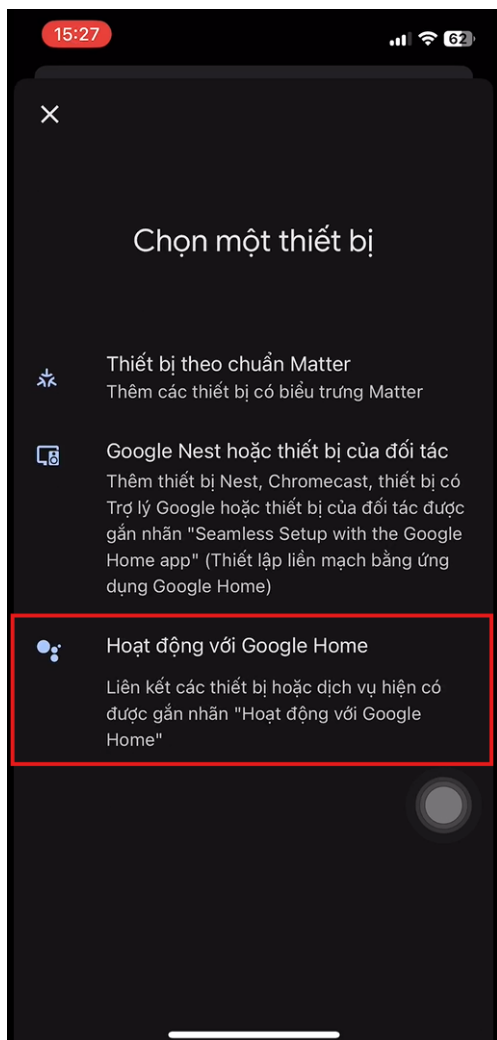 15:27
62
Chọn một thiết bị
Thiết bị theo chuẩn Matter
Thêm các thiết bị có biểu trưng Matter
Google Nest hoặc thiết bị của đối tác
Thêm thiết bị Nest, Chromecast, thiết bị có
Trợ lý Google hoặc thiết bị của đối tác được
gắn nhãn "Seamless Setup with the Google
Home app" (Thiết lập liền mạch bằng ứng
dụng Google Home)
Hoạt động với Google Home
Liên kết các thiết bị hoặc dịch vụ hiện có
được gắn nhãn "Hoạt động với Google
Home"